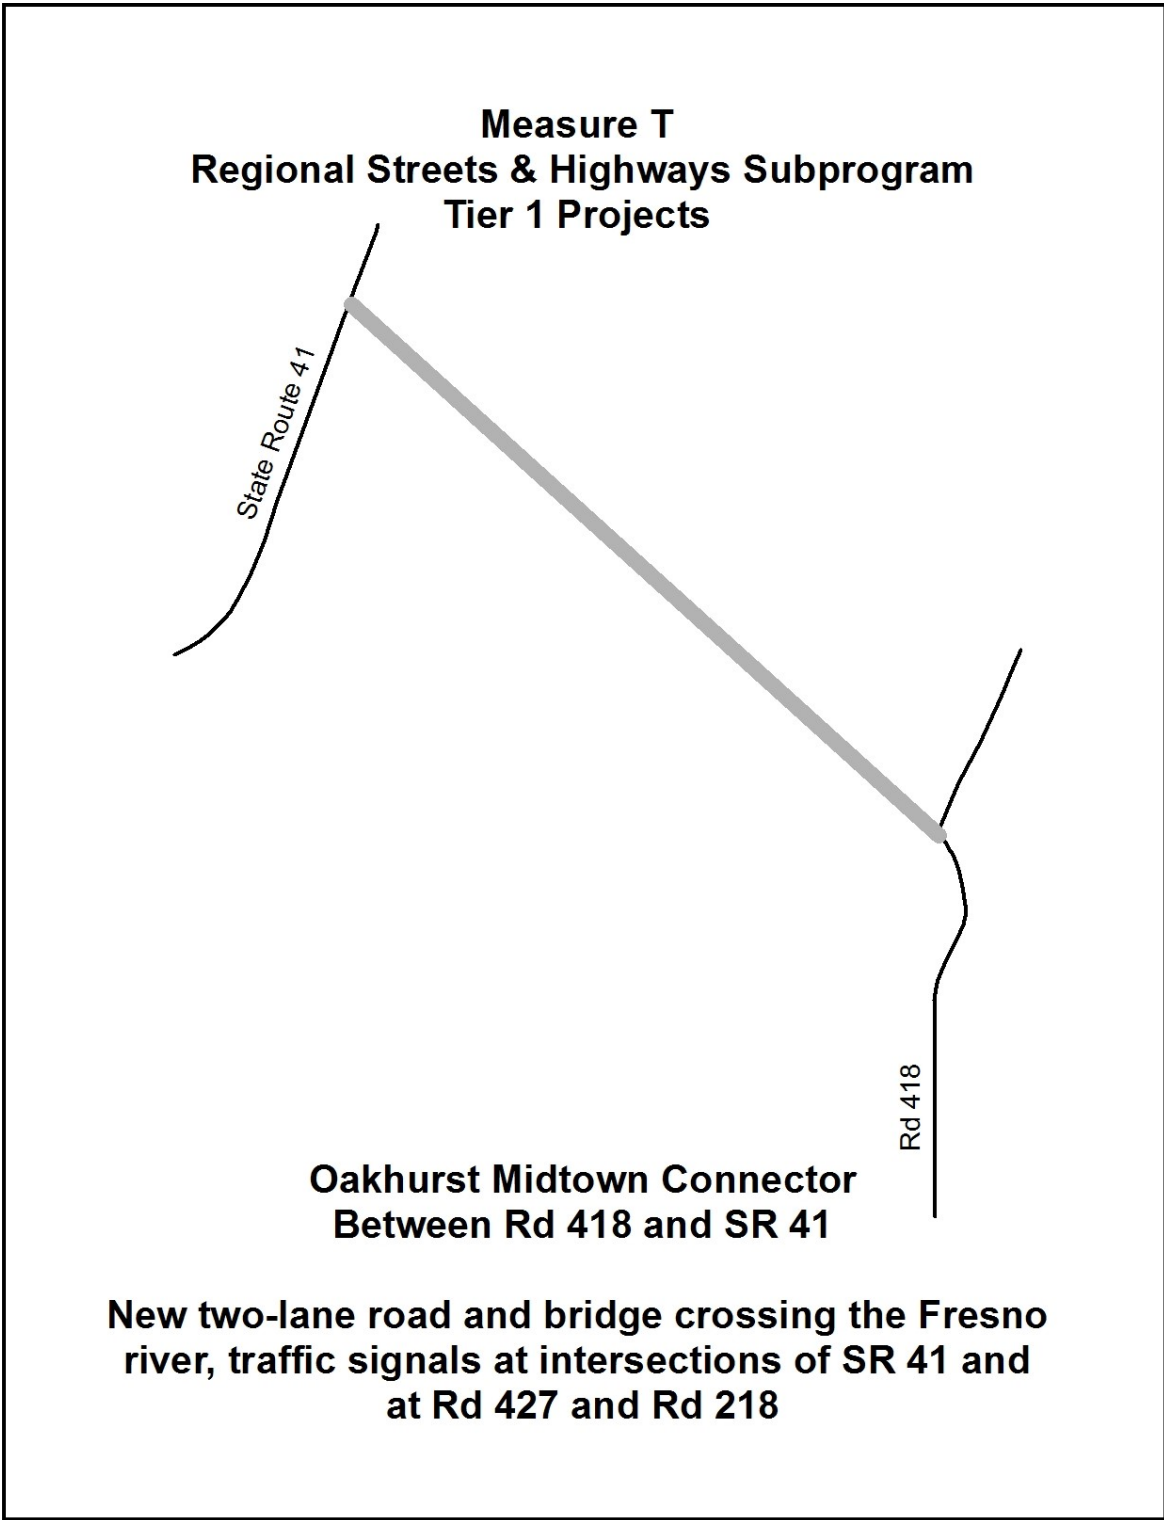 Measure T
Regional Streets & Highways Subprogram
Tier 1 Projects
State Route 41
Rd 418
Oakhurst Midtown Connector
Between Rd 418 and SR 41
New two-lane road and bridge crossing the Fresno
river, traffic signals at intersections of SR 41 and
at Rd 427 and Rd 218